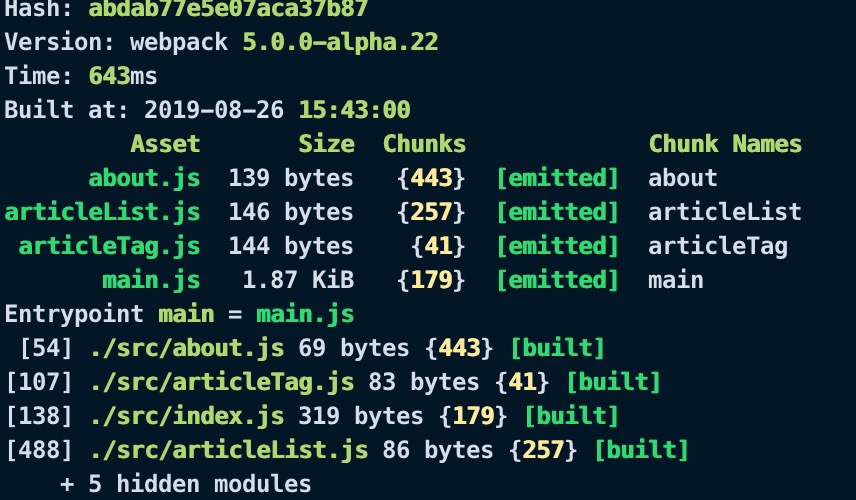 Hash: abdab77e5e07aca37b87
Version: webpack 5.0.0-alpha.22
Time: 643ms
Built at: 2019-08-26 15:43:00
Asset Size Chunks Chunk Names
about.js 139 bytes {443} [emitted] about
articleList.js 146 bytes {257} [emitted] articleList
articleTag.js 144 bytes {41} [emitted] articleTag
main.js 1.87 KiB {179} [emitted] main
Entrypoint main = main.js
[54] ./src/about.js 69 bytes {443} [built]
[107] ./src/articleTag.js 83 bytes {41} [built]
[138] ./src/index.js 319 bytes {179} [built]
[488] ./src/articleList.js 86 bytes {257} [built]
+ 5 hidden modules